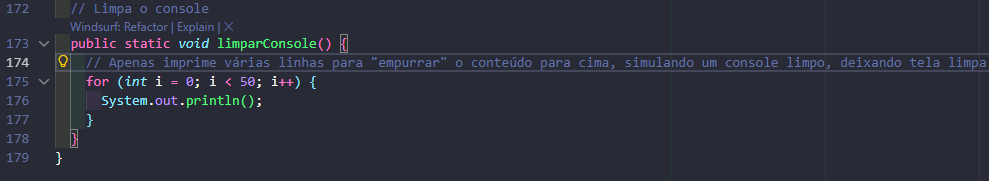 172 // Limpa o console
Windsurf: Refactor | Explain | X
173 public static void limparConsole() {
174 // Apenas imprime várias linhas para "empurrar" o conteúdo para cima, simulando um console limpo, deixando tela limpa
175 for (int i = 0; i < 50; i++) {
176 System.out.println();
177 }
178 }
179 }